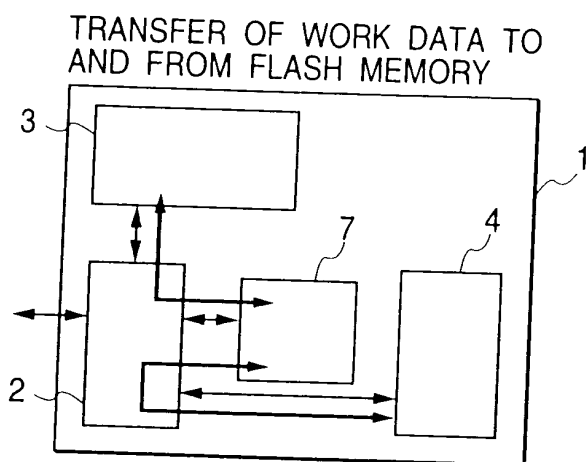 TRANSFER OF WORK DATA TO
AND FROM FLASH MEMORY
3
1
7
4
2